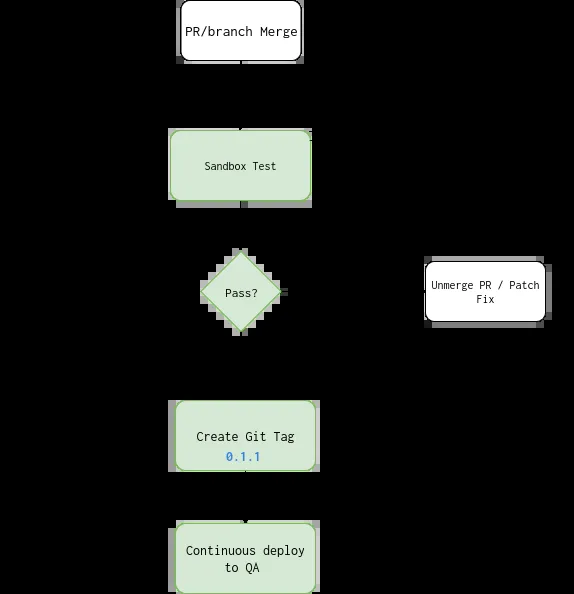 PR/branch Merge
Sandbox Test
Pass?
Unmerge PR / Patch
Fix
Create Git Tag
0.1.1
Continuous deploy
to QA